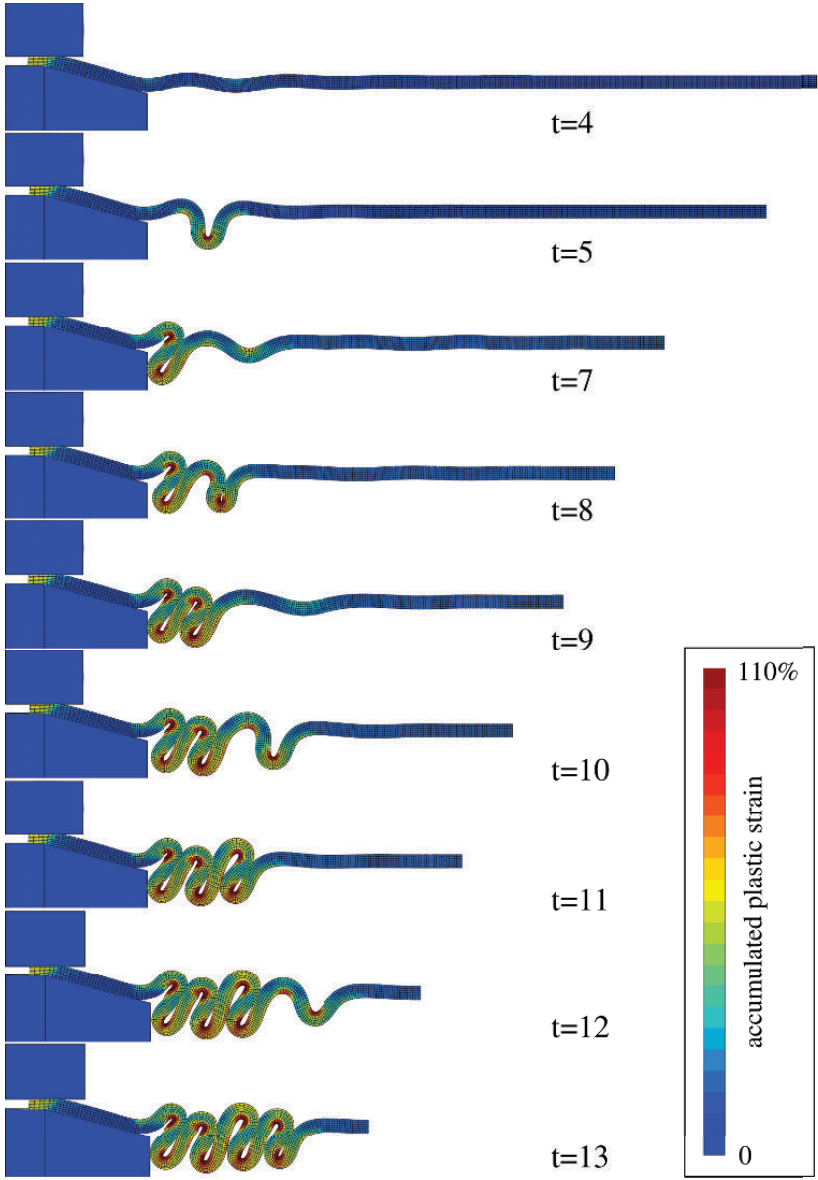 t=4
t=5
t=7
t=8
t=9
t=10
t=11
t=12
t=13
110%
accumulated plastic strain
0